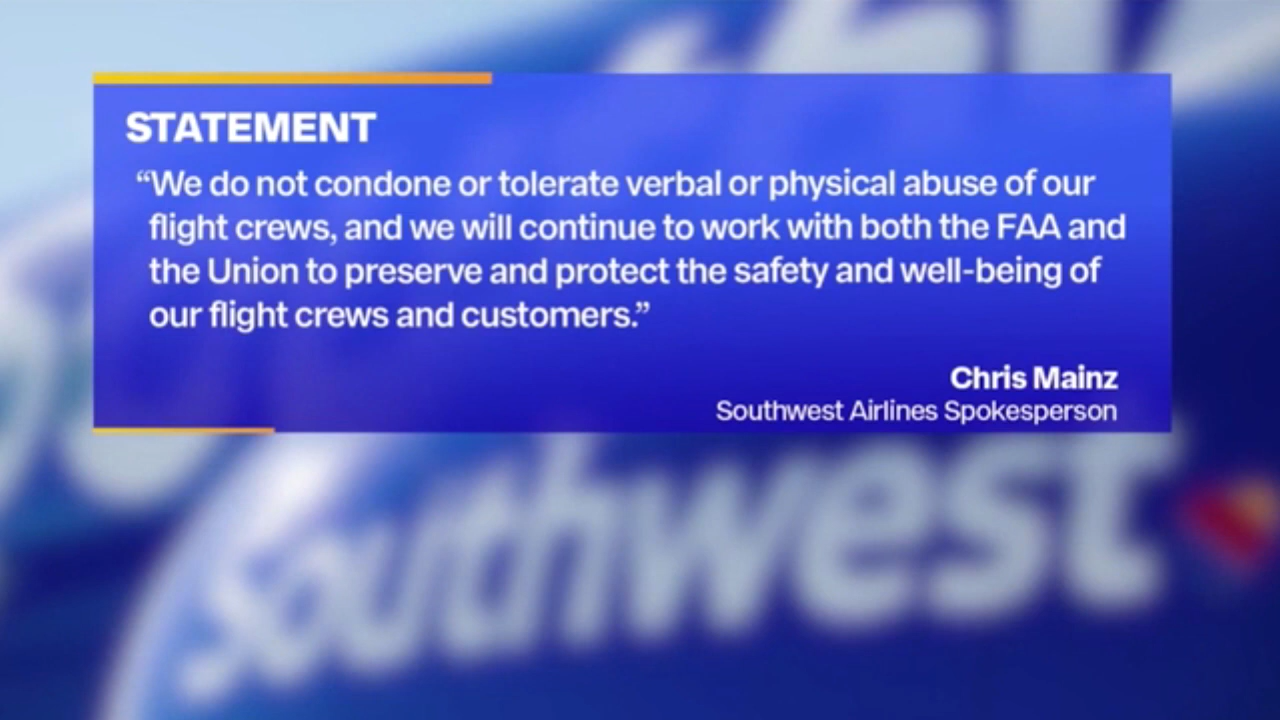 STATEMENT
“We do not condone or tolerate verbal or physical abuse of our
flight crews, and we will continue to work with both the FAA and
the Union to preserve and protect the safety and well-being of
our flight crews and customers.”
Chris Mainz
Southwest Airlines Spokesperson
southwest